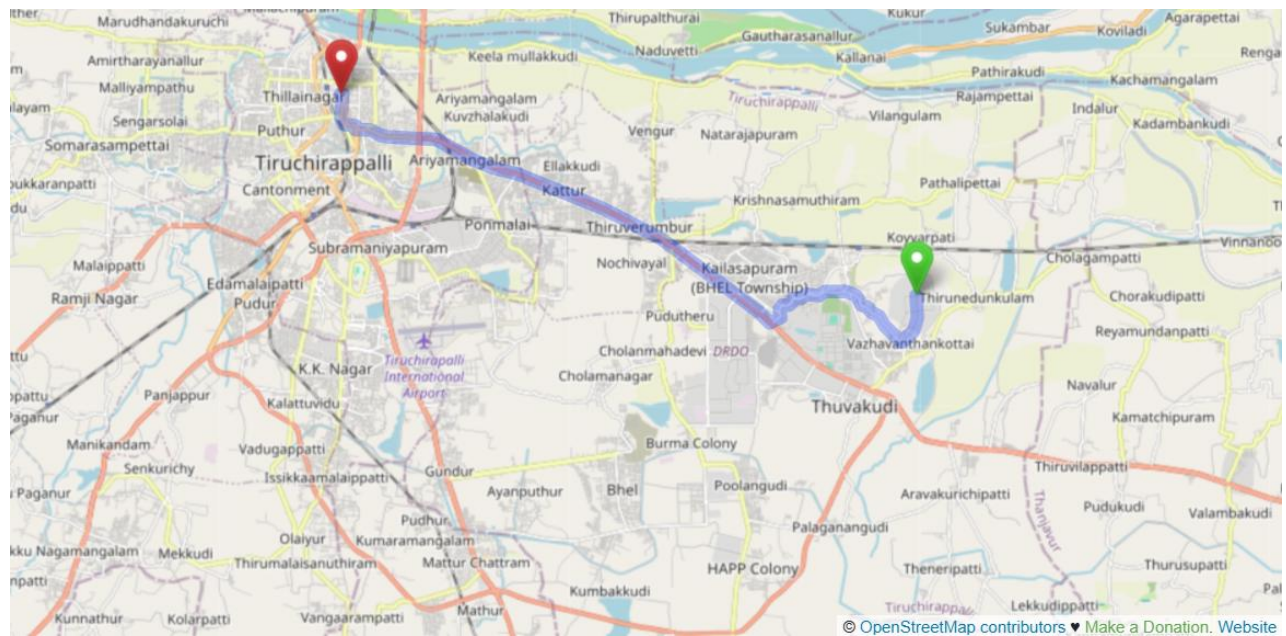 Marudhandakurichi
Thirupalthurai
Kukur
Agarapettai
Gautharasanallur
Sukambar
Koviladi
Amirtharayanallur
Keela mullakkudi
Naduvetti
Kallanai
Pathirakudi
Kachamangalam
Malliyampathu
Thillainagar
Ariyamangalam
Kuvzhalakudi
Tiruchirappalli
Rajampettai
Indalur
Sengarsolai
Puthur
Vengur
Natarajapuram
Vilangulam
Kadambankudi
Somarasampettai
Tiruchirappalli
Ariyamangalam
Ellakkudi
Cantonment
Kattur
Pathalipettai
Krishnasamuthiram
Ponmalai
Thiruverumbur
Subramaniyapuram
Koyyarpati
Malaippatti
Nochivayal
Kailasapuram
(BHEL Township)
Cholagampatti
Edamalaipatti
Pudur
Ramji Nagar
Thirunedunkulam
Chorakudipatti
Pudutheru
Reyamundanpatti
Tiruchirapalli
International
Airport
Cholanmahadevi
DRDO
Vazhavanthankottai
K.K. Nagar
Cholamanagar
Navalur
Panjappur
Kalattuvidu
Thuvakudi
Kamatchipuram
Manikandam
Vadugappatti
Burma Colony
Senkurichy
Issikkaamalaippatti
Gundur
Thiruvilappatti
Ayanputhur
Bhel
Poolangudi
Aravakurichipatti
Thanjavur
Pudukudi
Valambakudi
Pudhur
Palaganangudi
Olaiyur
Kumaramangalam
Nagamangalam
Mekkudi
Thirumalaisanuthiram
Mattur Chattram
HAPP Colony
Theneripatti
Thurusupatti
Kumbakkudi
Kunnathur
Kolarpatti
Vangaarampatti
Mathur
Lekkudippatti
© OpenStreetMap contributors ♥ Make a Donation. Website